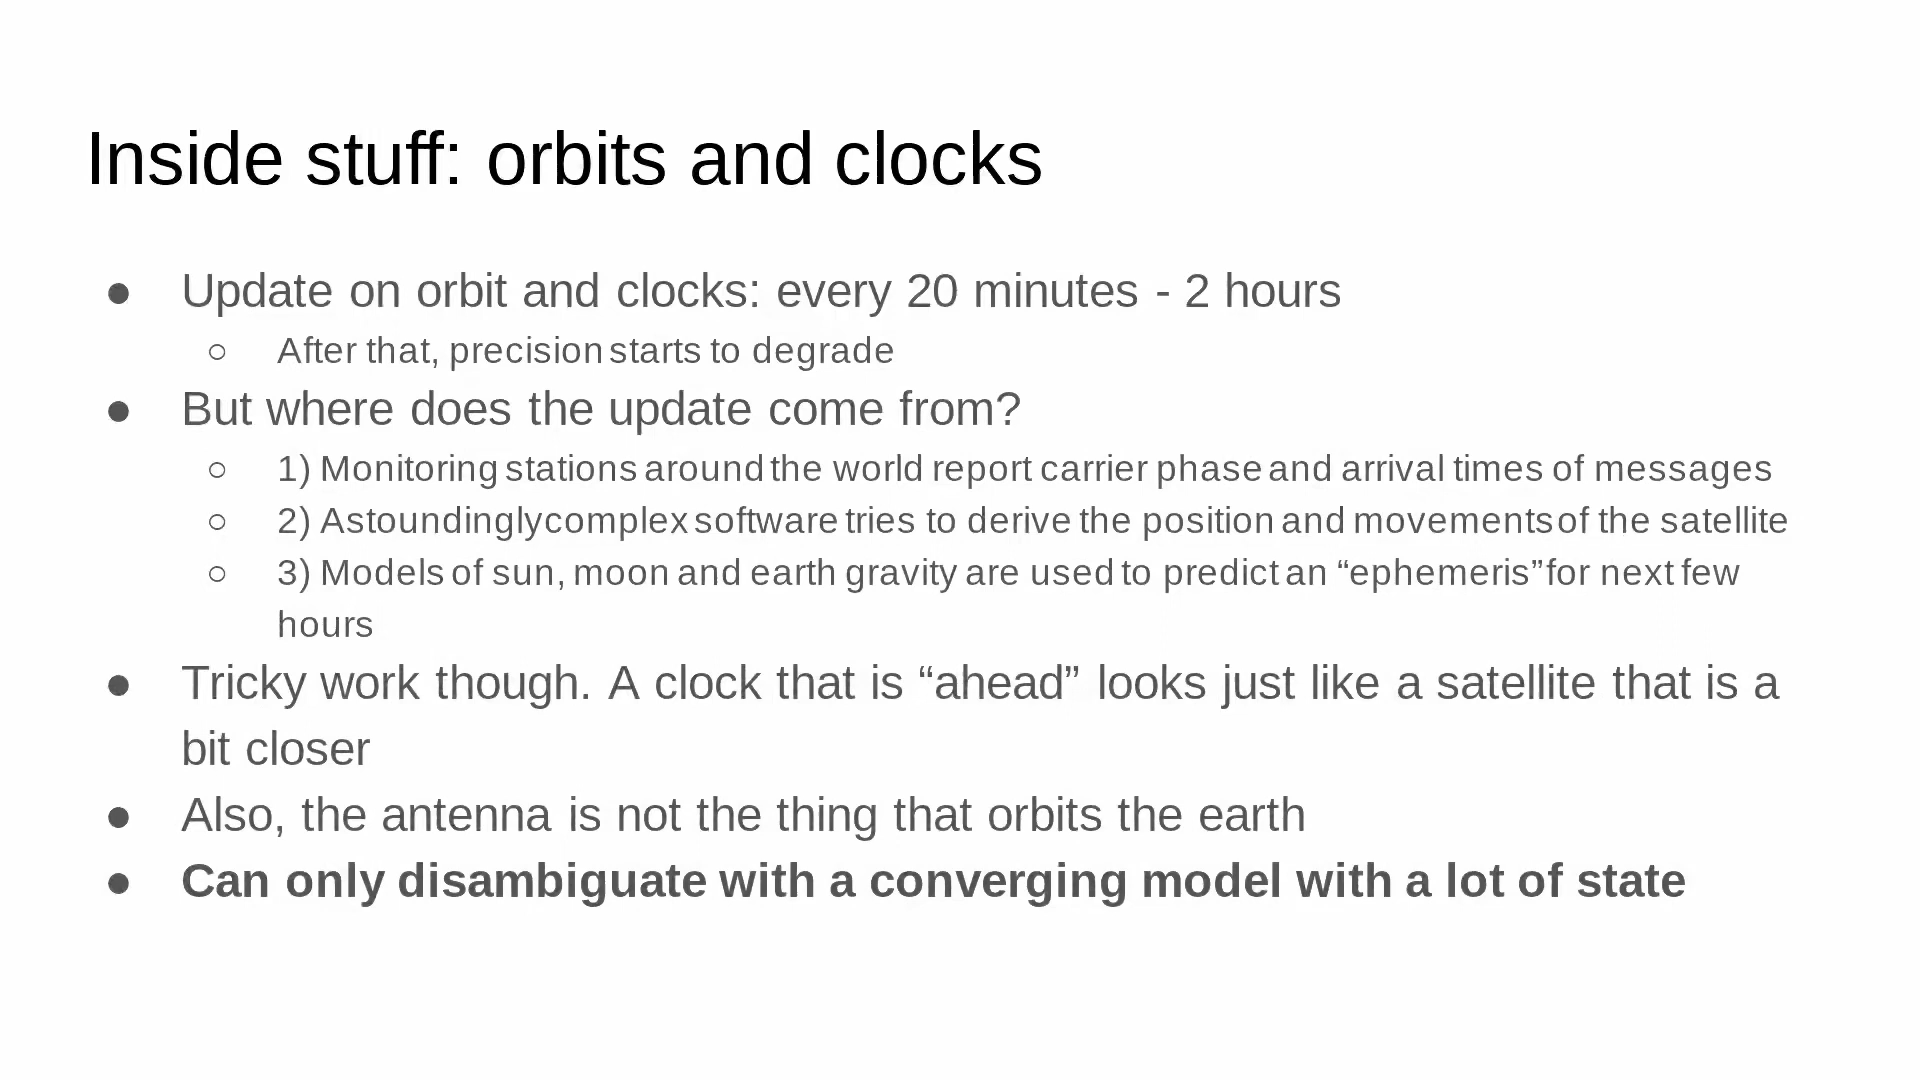 Inside stuff: orbits and clocks
● Update on orbit and clocks: every 20 minutes - 2 hours
○ After that, precision starts to degrade
● But where does the update come from?
○ 1) Monitoring stations around the world report carrier phase and arrival times of messages
○ 2) Astoundingly complex software tries to derive the position and movements of the satellite
○ 3) Models of sun, moon and earth gravity are used to predict an “ephemeris” for next few
hours
● Tricky work though. A clock that is “ahead” looks just like a satellite that is a
bit closer
● Also, the antenna is not the thing that orbits the earth
● Can only disambiguate with a converging model with a lot of state